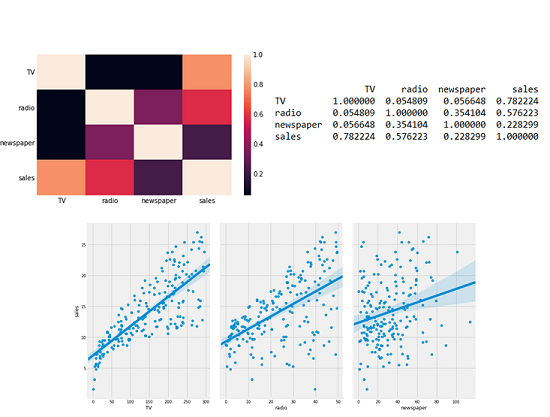 1.0
TV
0.8
radio
0.6
newspaper
0.4
sales
0.2
TV radio newspaper sales
TV radio newspaper sales
TV 1.000000 0.054809 0.056648 0.782224
radio 0.054809 1.000000 0.354104 0.576223
newspaper 0.056648 0.354104 1.000000 0.228299
sales 0.782224 0.576223 0.228299 1.000000
25
20
15
10
5
sales
0 50 100 150 200 250 300
TV
0 10 20 30 40 50
radio
0 20 40 60 80 100
newspaper